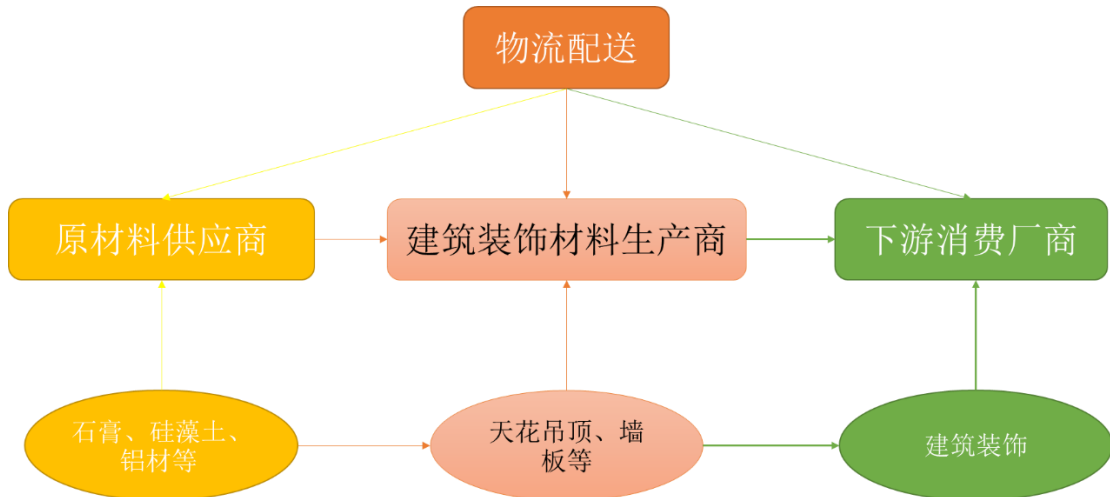 物流配送
原材料供应商
建筑装饰材料生产商
下游消费厂商
石膏、硅藻土、
铝材等
天花吊顶、墙
板等
建筑装饰